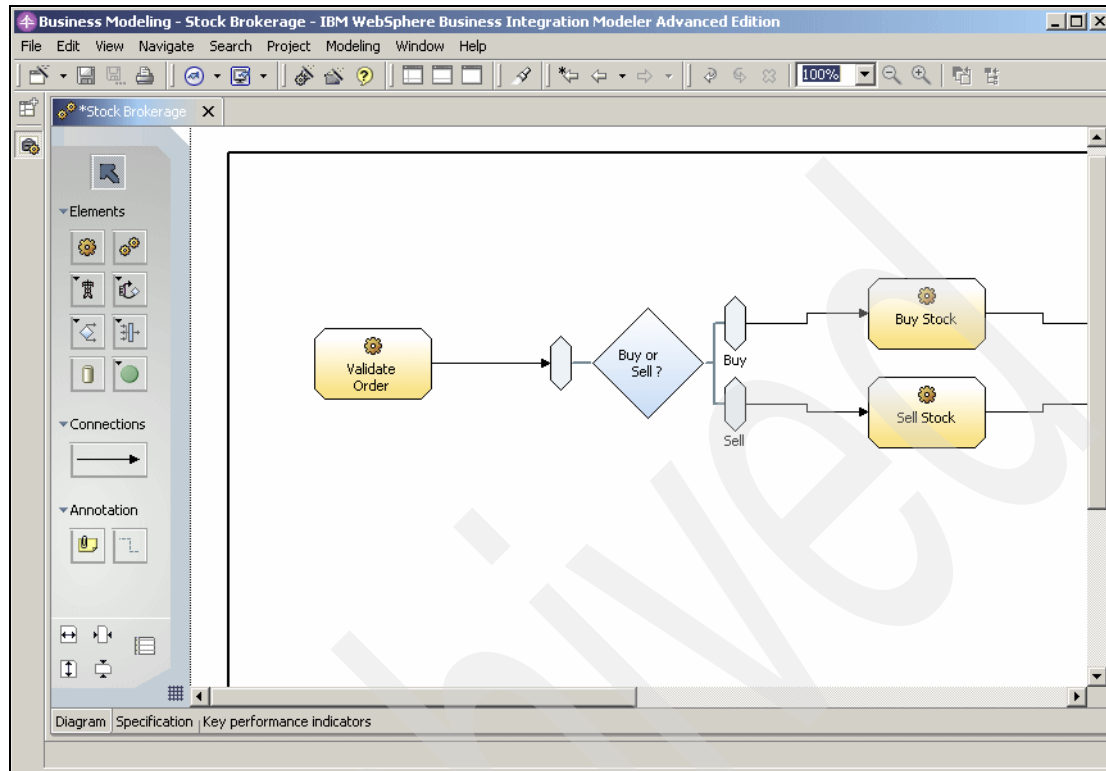 Business Modeling - Stock Brokerage - IBM WebSphere Business Integration Modeler Advanced Edition
File Edit View Navigate Search Project Modeling Window Help
100%
*Stock Brokerage
Elements
Connections
Annotation
Validate
Order
Buy or
Sell ?
Buy
Sell
Buy Stock
Sell Stock
Diagram Specification Key performance indicators
hived